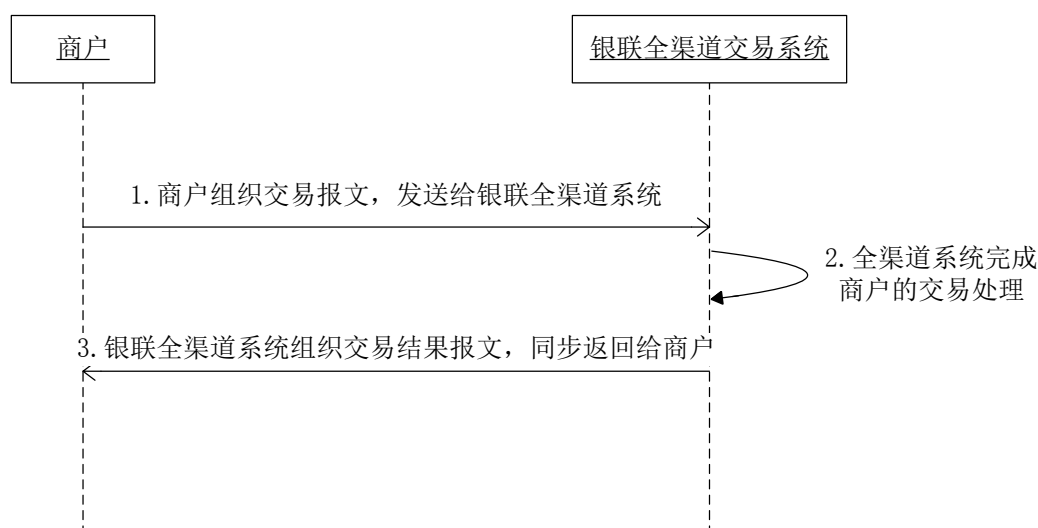 商户
银联全渠道交易系统
1.商户组织交易报文，发送给银联全渠道系统
2.全渠道系统完成
商户的交易处理
3.银联全渠道系统组织交易结果报文，同步返回给商户